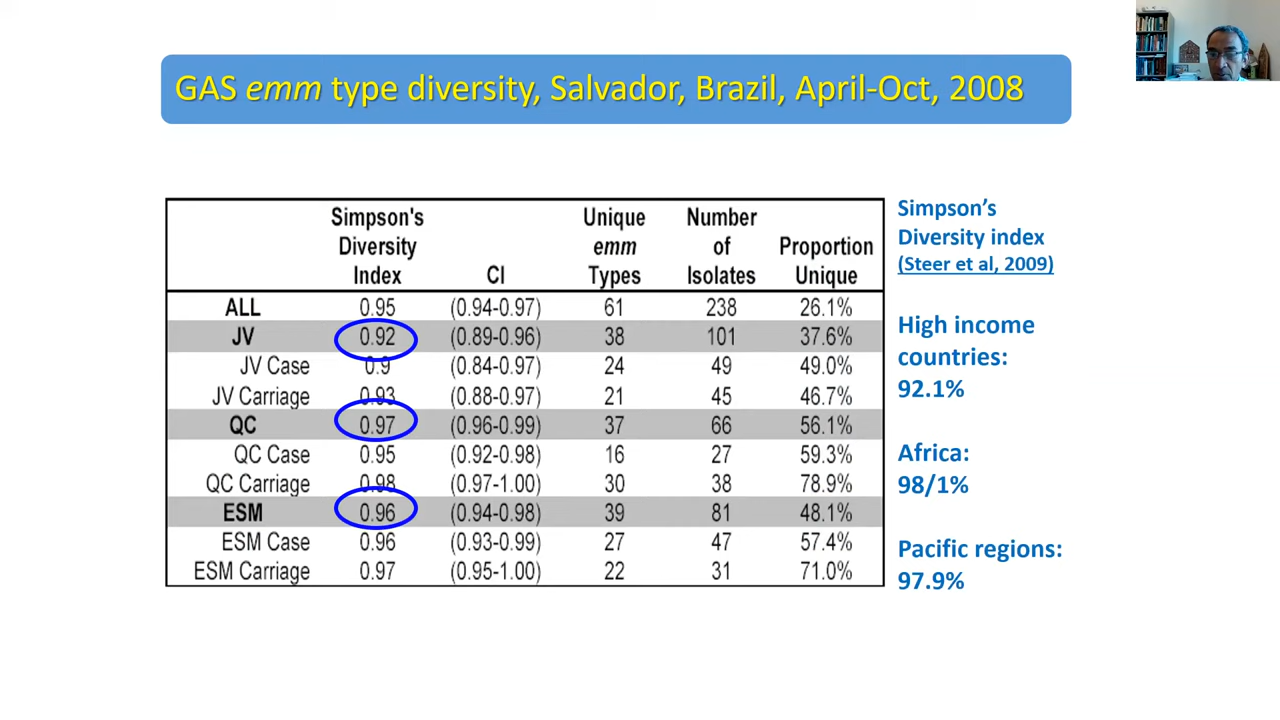 GAS emm type diversity, Salvador, Brazil, April-Oct, 2008
Simpson's Diversity Index CI Unique emm Types Number of Isolates Proportion Unique
ALL 0.95 (0.94-0.97) 61 238 26.1%
JV 0.92 (0.89-0.96) 38 101 37.6%
JV Case 0.9 (0.84-0.97) 24 49 49.0%
JV Carriage 0.93 (0.88-0.97) 21 45 46.7%
QC 0.97 (0.96-0.99) 37 66 56.1%
QC Case 0.95 (0.92-0.98) 16 27 59.3%
QC Carriage 0.98 (0.97-1.00) 30 38 78.9%
ESM 0.96 (0.94-0.98) 39 81 48.1%
ESM Case 0.96 (0.93-0.99) 27 47 57.4%
ESM Carriage 0.97 (0.95-1.00) 22 31 71.0%
Simpson’s
Diversity index
(Steer et al, 2009)
High income
countries:
92.1%
Africa:
98/1%
Pacific regions:
97.9%